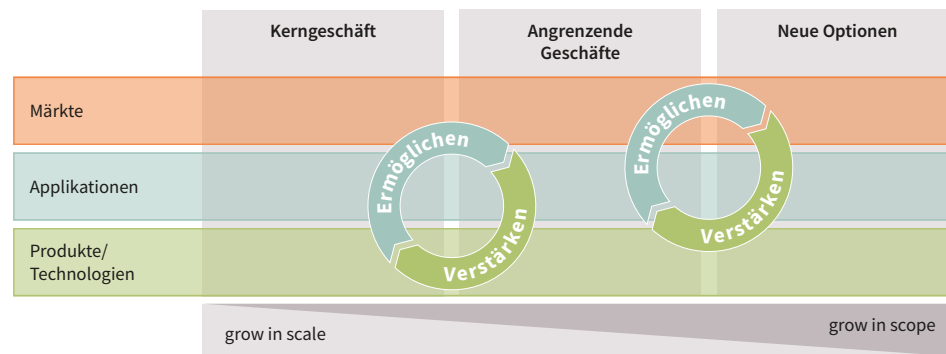 Kerngeschäft
Angrenzende
Geschäfte
Neue Optionen
Märkte
Applikationen
Produkte/
Technologien
Ermöglichen
Verstärken
Ermöglichen
Verstärken
grow in scale
grow in scope